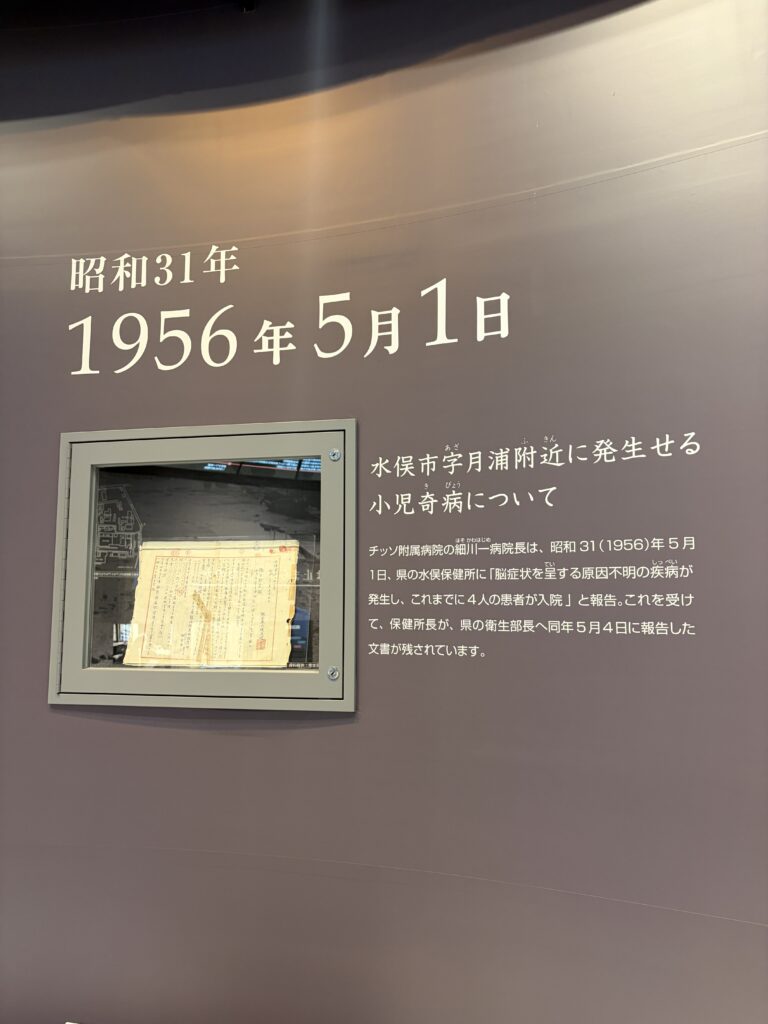 昭和31年
1956年5月1日
水俣市字月浦附近に発生せる
小児奇病について
チッソ附属病院の細川一病院長は、昭和31(1956)年5月
1日、県の水俣保健所に「脳症状を呈する原因不明の疾病が
発生し、これまでに4人の患者が入院」と報告。これを受け
て、保健所長が、県の衛生部長へ同年5月4日に報告した
文書が残されています。